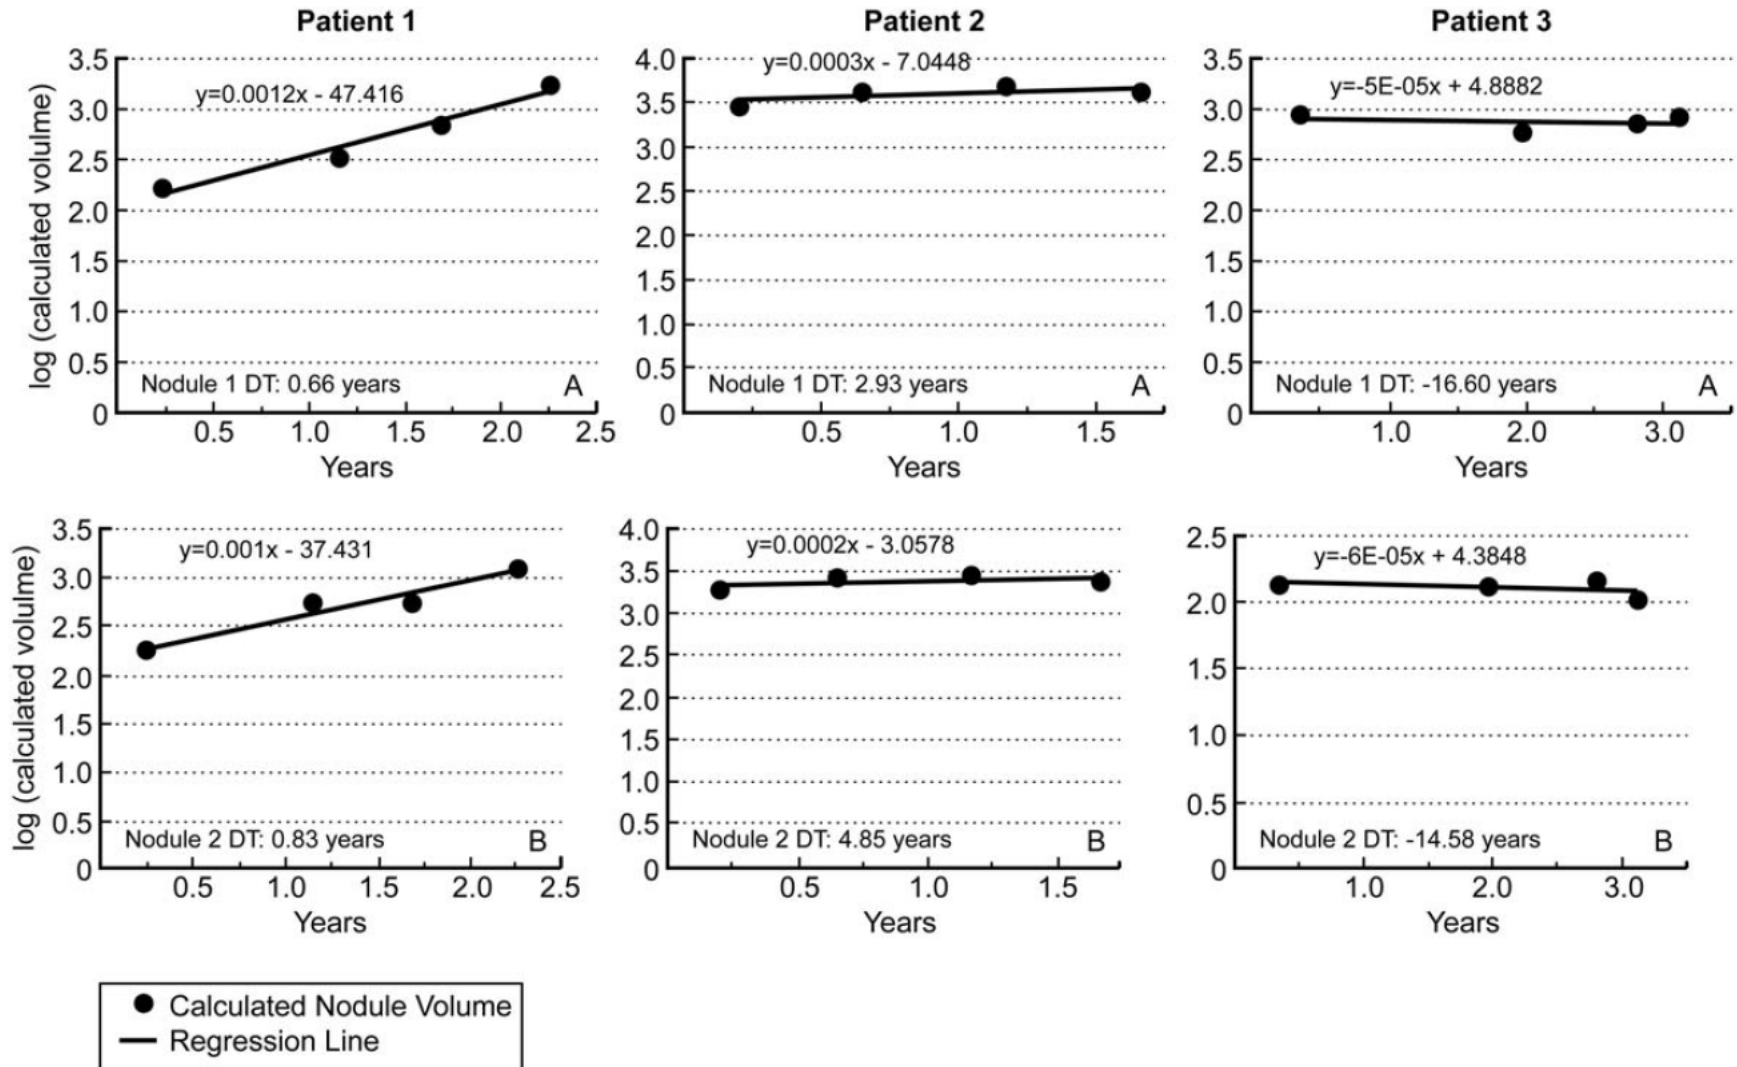 Patient 1
Patient 2
Patient 3
log (calculated volulme)
3.5
3.0
2.5
2.0
1.5
1.0
0.5
0
y=0.0012x - 47.416
Nodule 1 DT: 0.66 years
A
0.5 1.0 1.5 2.0 2.5
Years
4.0
3.5
3.0
2.5
2.0
1.5
1.0
0.5
0
y=0.0003x - 7.0448
Nodule 1 DT: 2.93 years
A
0.5 1.0 1.5
Years
3.5
3.0
2.5
2.0
1.5
1.0
0.5
0
y=-5E-05x + 4.8882
Nodule 1 DT: -16.60 years
A
1.0 2.0 3.0
Years
log (calculated volulme)
3.5
3.0
2.5
2.0
1.5
1.0
0.5
0
y=0.001x - 37.431
Nodule 2 DT: 0.83 years
B
0.5 1.0 1.5 2.0 2.5
Years
4.0
3.5
3.0
2.5
2.0
1.5
1.0
0.5
0
y=0.0002x - 3.0578
Nodule 2 DT: 4.85 years
B
0.5 1.0 1.5
Years
2.5
2.0
1.5
1.0
0.5
0
y=-6E-05x + 4.3848
Nodule 2 DT: -14.58 years
B
1.0 2.0 3.0
Years
Calculated Nodule Volume
Regression Line